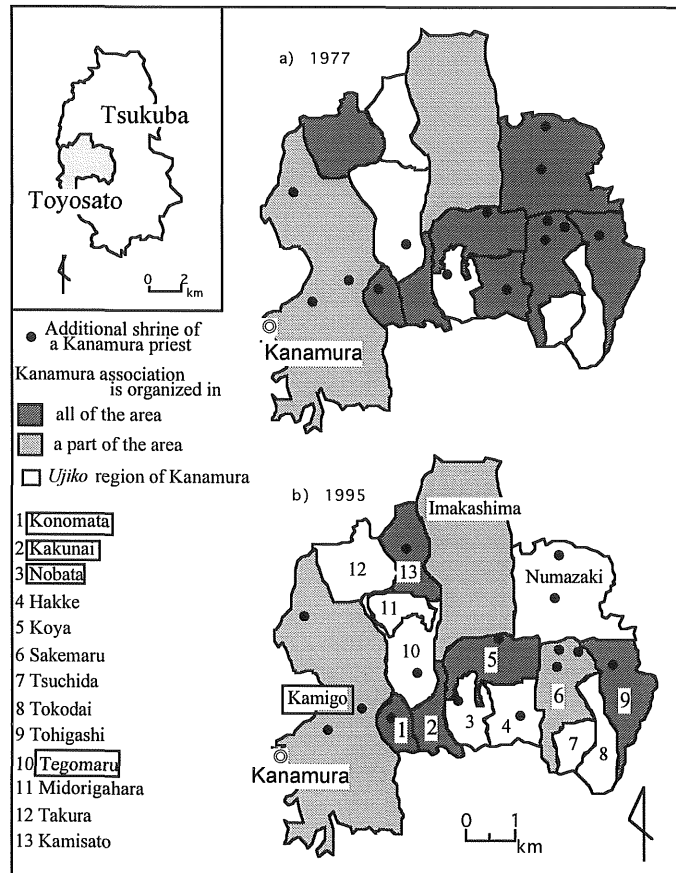 Tsukuba
Toyosato
0 2
km
Additional shrine of
a Kanamura priest
Kanamura association
is organized in
all of the area
a part of the area
Ujiko region of Kanamura
1 Konomata
2 Kakunai
3 Nobata
4 Hakke
5 Koya
6 Sakemaru
7 Tsuchida
8 Tokodai
9 Tohigashi
10 Tegomaru
11 Midorigahara
12 Takura
13 Kamisato
a) 1977
Kanamura
b) 1995
Imakashima
12
13
Numazaki
11
10
5
Kamigo
6
9
1
2
3
4
7
8
Kanamura
0 1
km